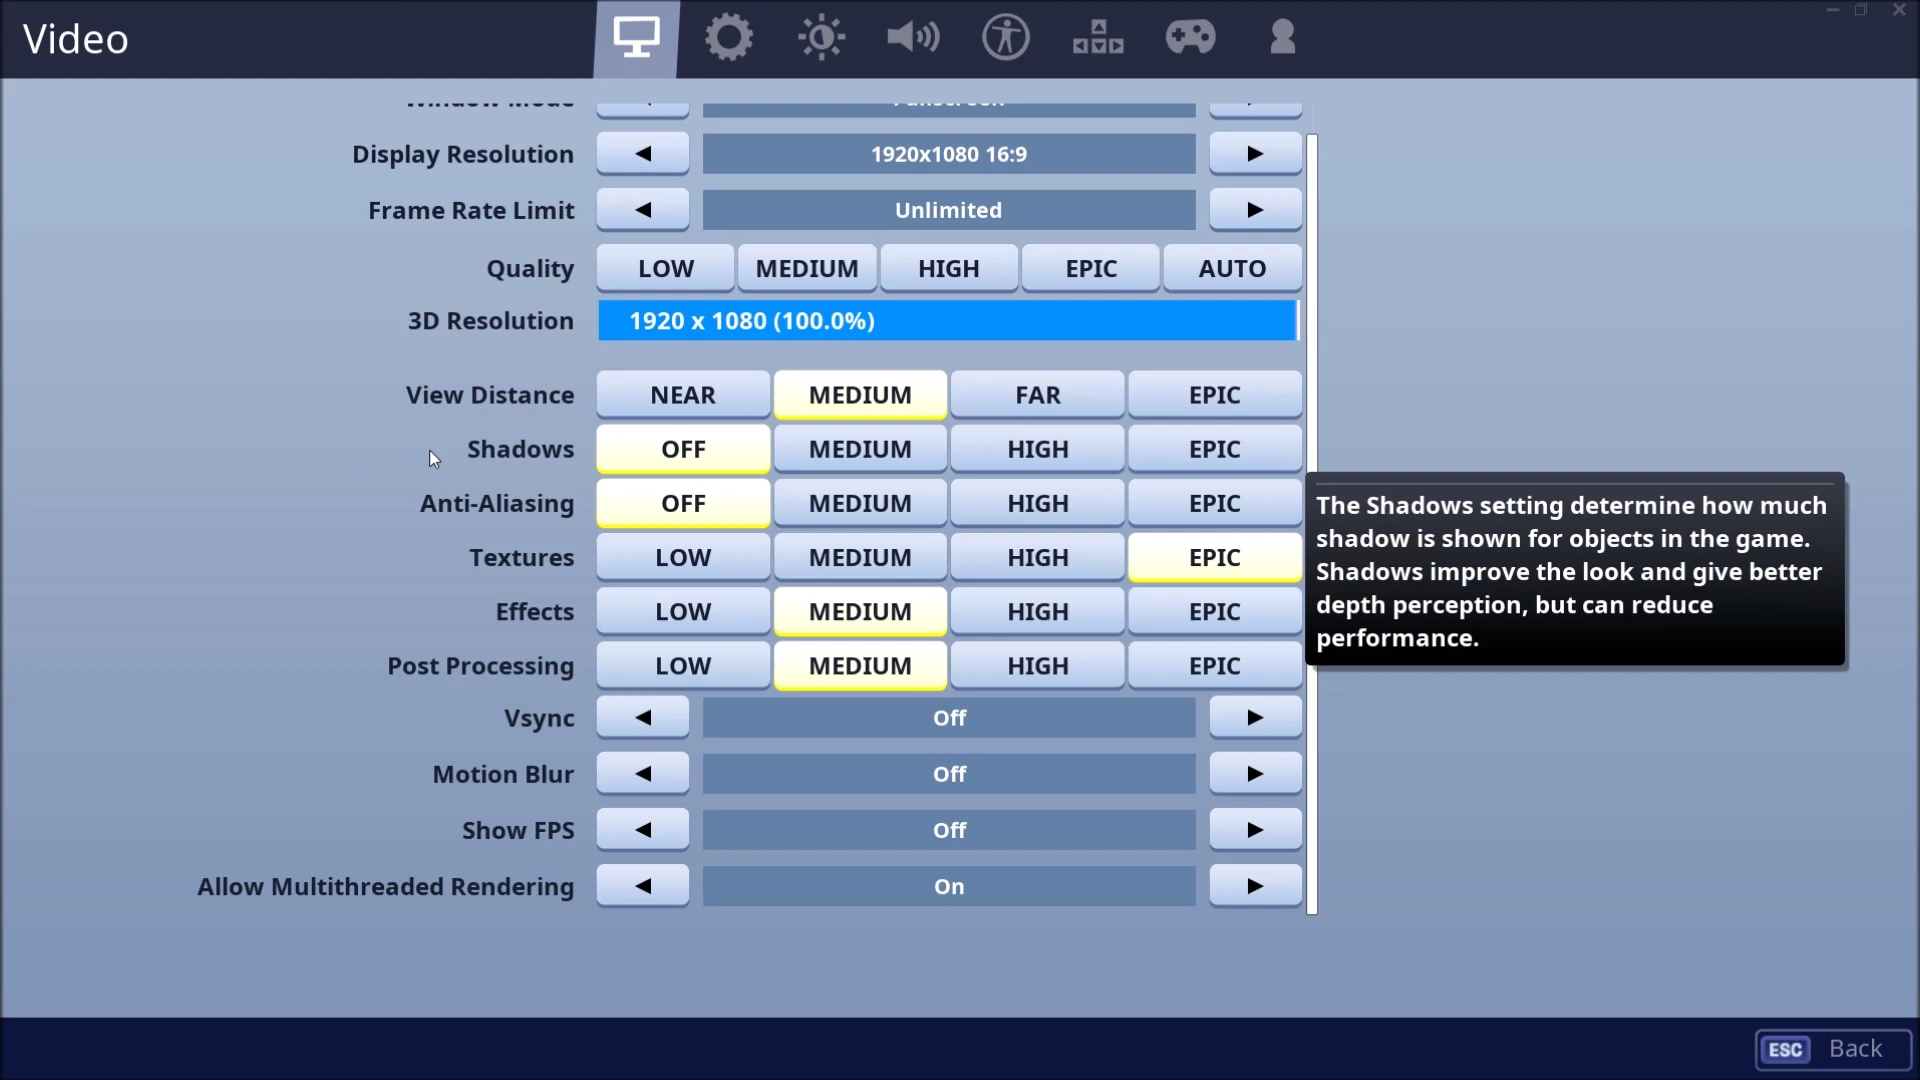 Video
Window Mode Fullscreen
Display Resolution 1920x1080 16:9
Frame Rate Limit Unlimited
Quality LOW MEDIUM HIGH EPIC AUTO
3D Resolution 1920 x 1080 (100.0%)
View Distance NEAR MEDIUM FAR EPIC
Shadows OFF MEDIUM HIGH EPIC
Anti-Aliasing OFF MEDIUM HIGH EPIC
Textures LOW MEDIUM HIGH EPIC
Effects LOW MEDIUM HIGH EPIC
Post Processing LOW MEDIUM HIGH EPIC
Vsync Off
Motion Blur Off
Show FPS Off
Allow Multithreaded Rendering On
The Shadows setting determine how much
shadow is shown for objects in the game.
Shadows improve the look and give better
depth perception, but can reduce
performance.
ESC Back